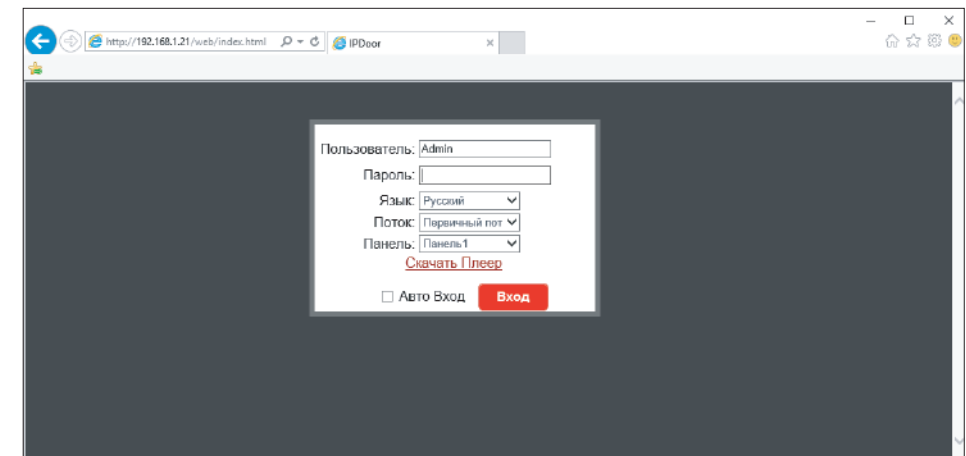 http://192.168.1.21/web/index.html
IPDoor
Пользователь: Admin
Пароль:
Язык: Русский
Поток: Первичный пот
Панель: Панель1
Скачать Плеер
Авто Вход Вход